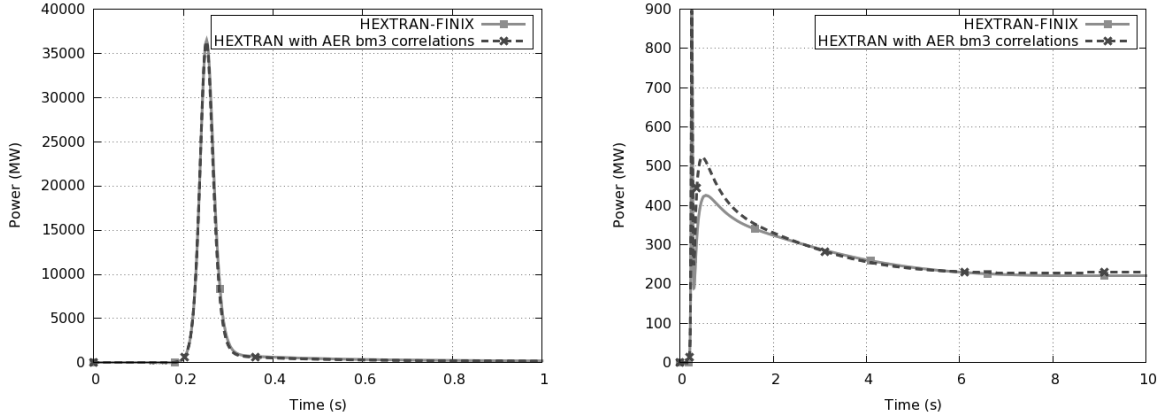 40000
35000
30000
25000
20000
15000
10000
5000
0
Power (MW)
HEXTRAN-FINIX
HEXTRAN with AER bm3 correlations
0 0.2 0.4 0.6 0.8 1
Time (s)
900
800
700
600
500
400
300
200
100
0
Power (MW)
HEXTRAN-FINIX
HEXTRAN with AER bm3 correlations
0 2 4 6 8 10
Time (s)